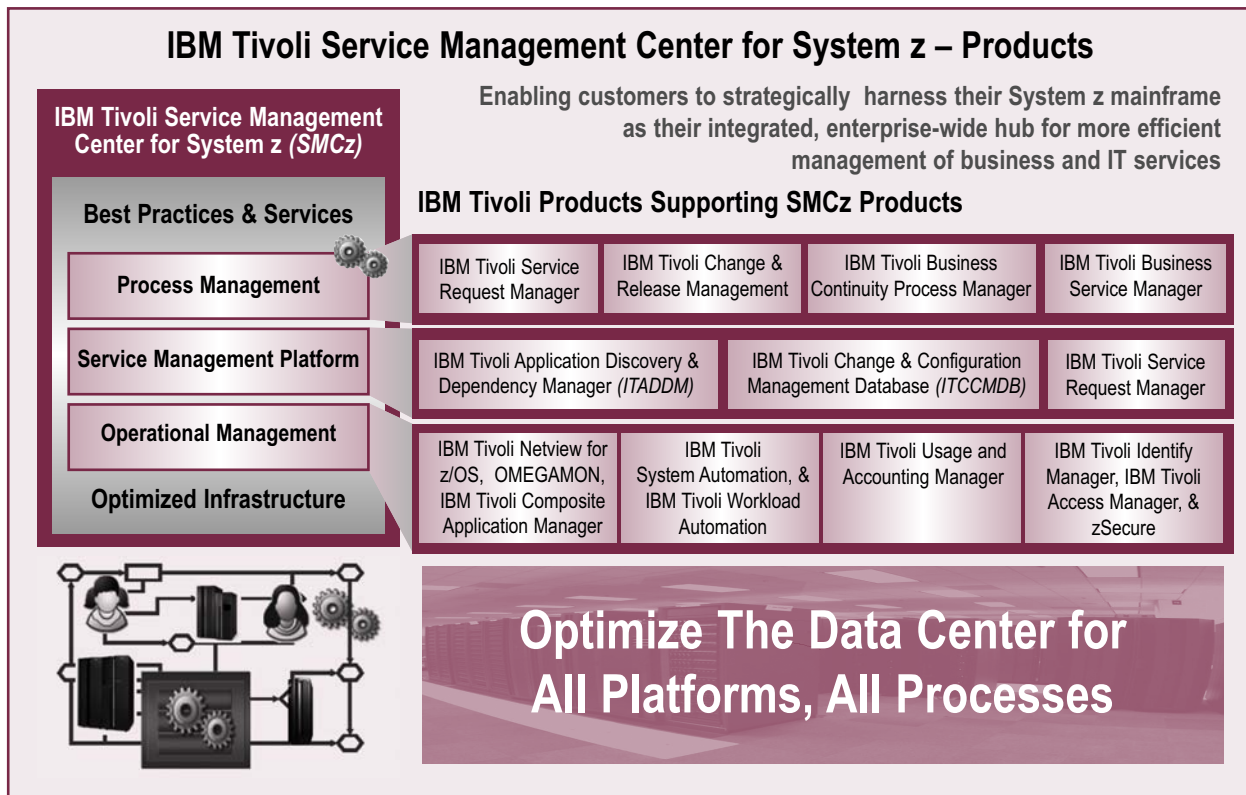 IBM Tivoli Service Management Center for System z – Products
Enabling customers to strategically harness their System z mainframe
as their integrated, enterprise-wide hub for more efficient
management of business and IT services
IBM Tivoli Service Management
Center for System z (SMCz)
Best Practices & Services
Process Management
Service Management Platform
Operational Management
Optimized Infrastructure
IBM Tivoli Products Supporting SMCz Products
IBM Tivoli Service
Request Manager
IBM Tivoli Change &
Release Management
IBM Tivoli Business
Continuity Process Manager
IBM Tivoli Business
Service Manager
IBM Tivoli Application Discovery &
Dependency Manager (ITADDM)
IBM Tivoli Change & Configuration
Management Database (ITCCMDB)
IBM Tivoli Service
Request Manager
IBM Tivoli Netview for
z/OS, OMEGAMON,
IBM Tivoli Composite
Application Manager
IBM Tivoli
System Automation, &
IBM Tivoli Workload
Automation
IBM Tivoli Usage and
Accounting Manager
IBM Tivoli Identify
Manager, IBM Tivoli
Access Manager, &
zSecure
Optimize The Data Center for
All Platforms, All Processes